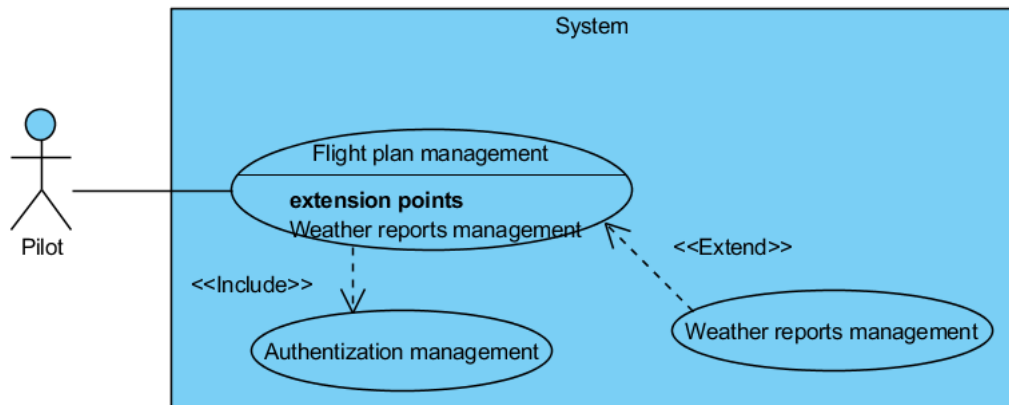 System
Flight plan management
extension points
Weather reports management
Pilot
<<Extend>>
<<Include>>
Weather reports management
Authentization management